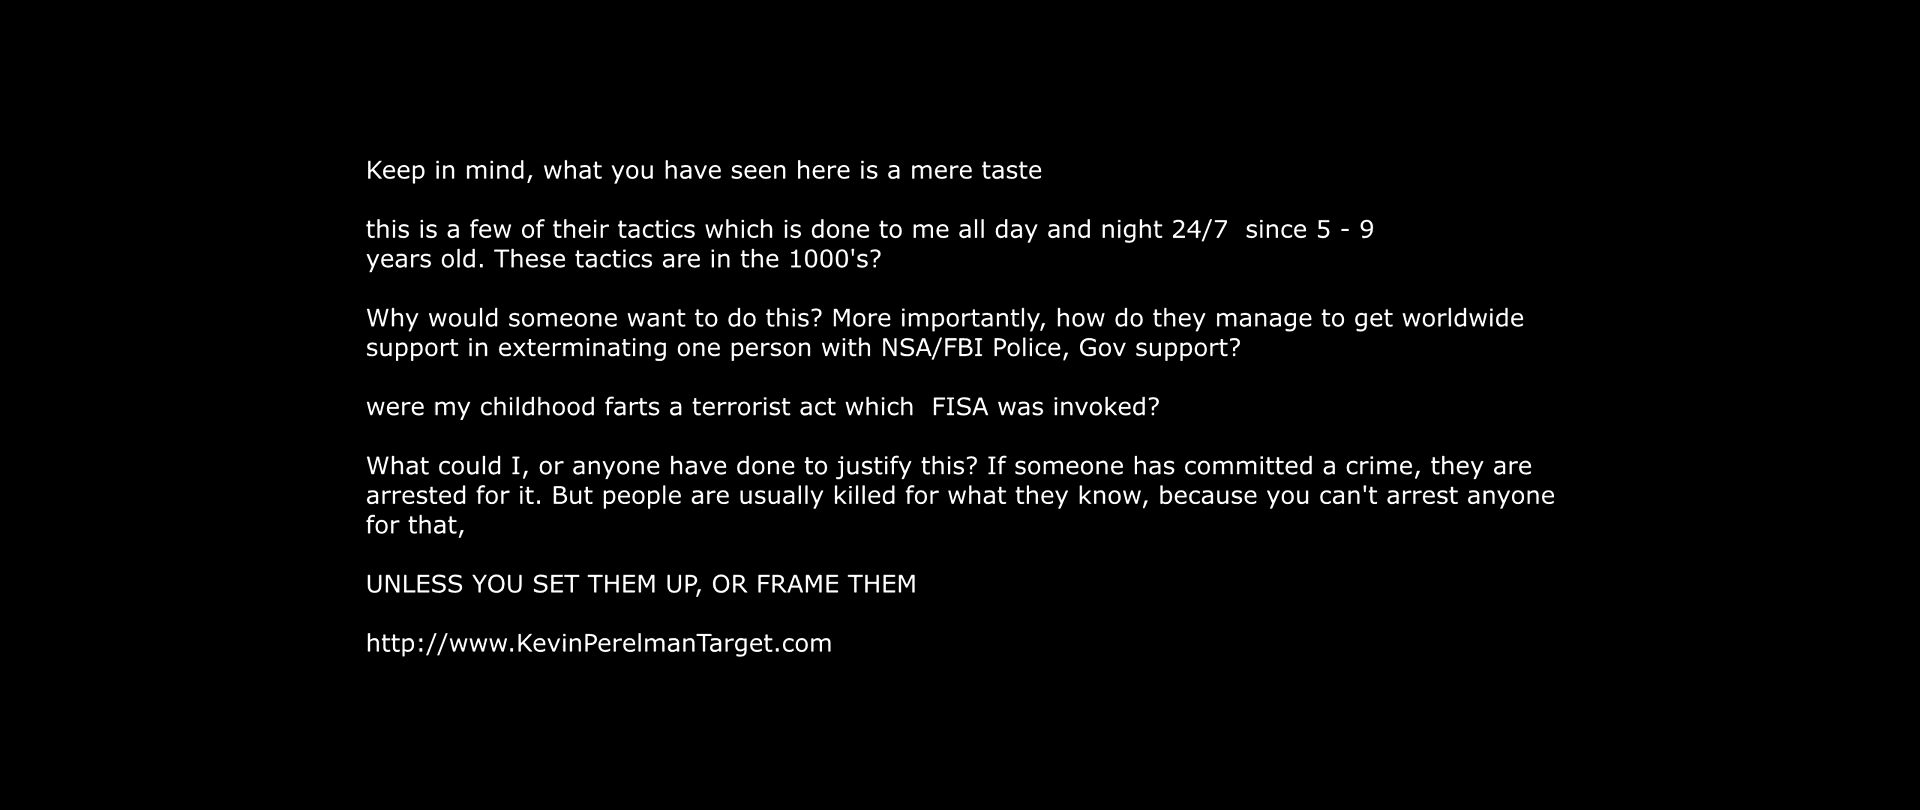 Keep in mind, what you have seen here is a mere taste
this is a few of their tactics which is done to me all day and night 24/7  since 5 - 9
years old. These tactics are in the 1000's?
Why would someone want to do this? More importantly, how do they manage to get worldwide
support in exterminating one person with NSA/FBI Police, Gov support?
were my childhood farts a terrorist act which  FISA was invoked?
What could I, or anyone have done to justify this? If someone has committed a crime, they are
arrested for it. But people are usually killed for what they know, because you can't arrest anyone
for that,
UNLESS YOU SET THEM UP, OR FRAME THEM
http://www.KevinPerelmanTarget.com